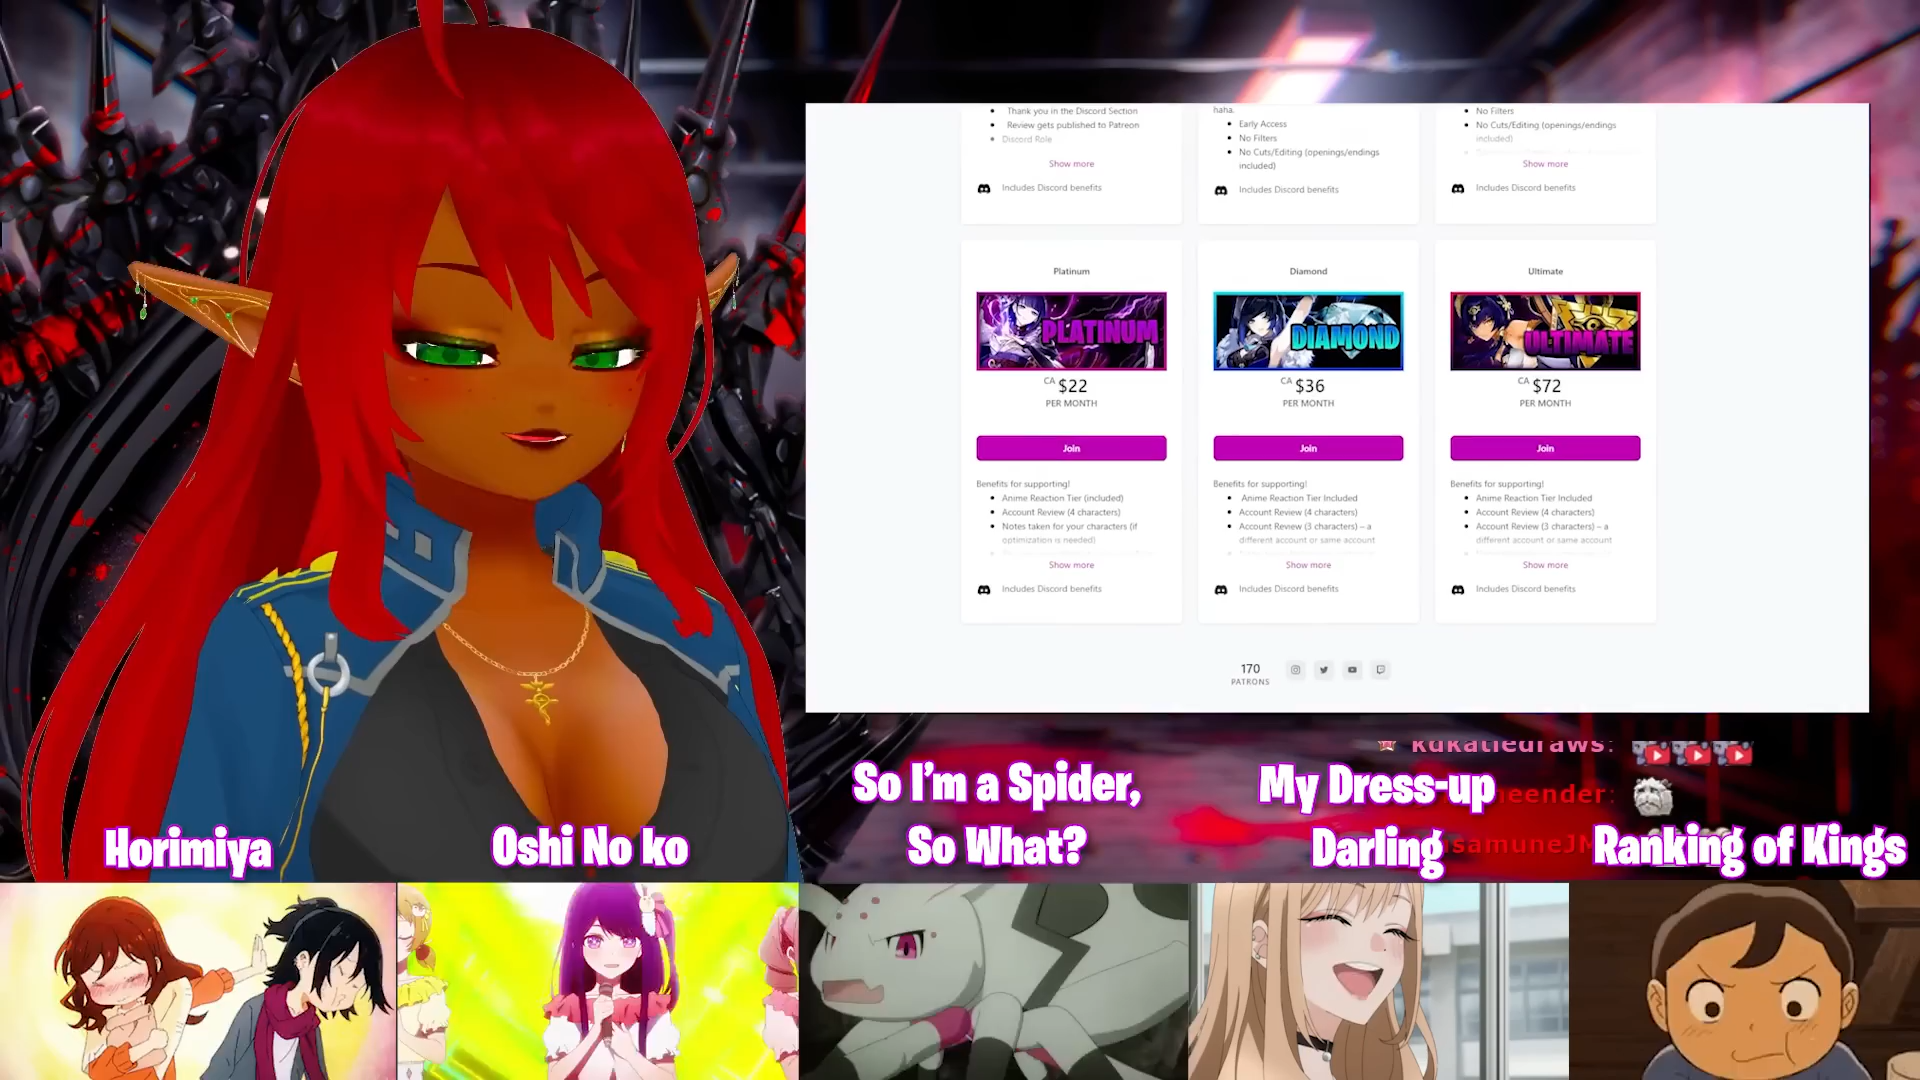 Thank you in the Discord Section
Review gets published to Patreon
Discord Role
Show more
Includes Discord benefits
haha.
Early Access
No Filters
No Cuts/Editing (openings/endings
included)
Includes Discord benefits
No Filters
No Cuts/Editing (openings/endings
included)
Show more
Includes Discord benefits
Platinum
PLATINUM
CA $22
PER MONTH
Join
Benefits for supporting!
Anime Reaction Tier (included)
Account Review (4 characters)
Notes taken for your characters (if
optimization is needed)
Show more
Includes Discord benefits
Diamond
DIAMOND
CA $36
PER MONTH
Join
Benefits for supporting!
Anime Reaction Tier Included
Account Review (4 characters)
Account Review (3 characters) – a
different account or same account
Show more
Includes Discord benefits
Ultimate
ULTIMATE
CA $72
PER MONTH
Join
Benefits for supporting!
Anime Reaction Tier Included
Account Review (4 characters)
Account Review (3 characters) – a
different account or same account
Show more
Includes Discord benefits
170
PATRONS
kdkatiedraws:
Horimiya
Oshi No ko
So I'm a Spider,
So What?
My Dress-up
Darling
Ranking of Kings